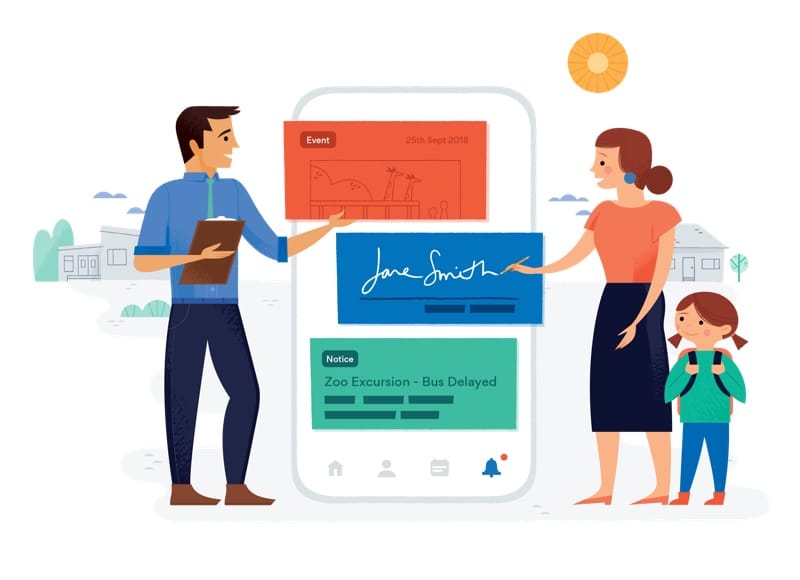 Event
25th Sept 2018
Jane Smith
Notice
Zoo Excursion - Bus Delayed